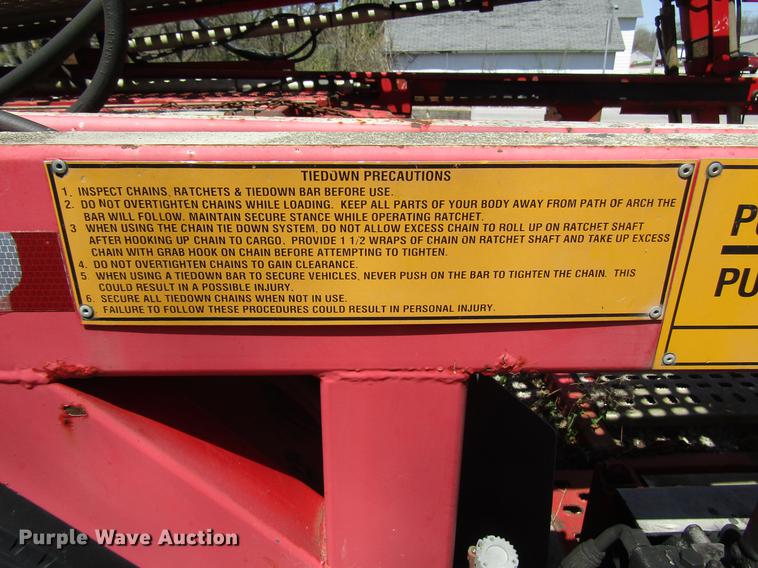 23
TIEDOWN PRECAUTIONS
1. INSPECT CHAINS, RATCHETS & TIEDOWN BAR BEFORE USE.
2. DO NOT OVERTIGHTEN CHAINS WHILE LOADING. KEEP ALL PARTS OF YOUR BODY AWAY FROM PATH OF ARCH THE
BAR WILL FOLLOW. MAINTAIN SECURE STANCE WHILE OPERATING RATCHET.
3 WHEN USING THE CHAIN TIE DOWN SYSTEM, DO NOT ALLOW EXCESS CHAIN TO ROLL UP ON RATCHET SHAFT
AFTER HOOKING UP CHAIN TO CARGO. PROVIDE 1 1/2 WRAPS OF CHAIN ON RATCHET SHAFT AND TAKE UP EXCESS
CHAIN WITH GRAB HOOK ON CHAIN BEFORE ATTEMPTING TO TIGHTEN.
4. DO NOT OVERTIGHTEN CHAINS TO GAIN CLEARANCE.
5. WHEN USING A TIEDOWN BAR TO SECURE VEHICLES, NEVER PUSH ON THE BAR TO TIGHTEN THE CHAIN. THIS
COULD RESULT IN A POSSIBLE INJURY.
6. SECURE ALL TIEDOWN CHAINS WHEN NOT IN USE.
FAILURE TO FOLLOW THESE PROCEDURES COULD RESULT IN PERSONAL INJURY.
PU
Purple Wave Auction